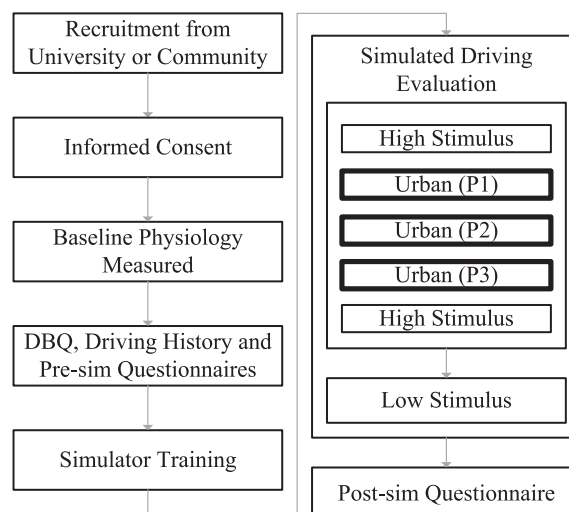 Recruitment from
University or Community
Informed Consent
Baseline Physiology
Measured
DBQ, Driving History and
Pre-sim Questionnaires
Simulator Training
Simulated Driving
Evaluation
High Stimulus
Urban (P1)
Urban (P2)
Urban (P3)
High Stimulus
Low Stimulus
Post-sim Questionnaire